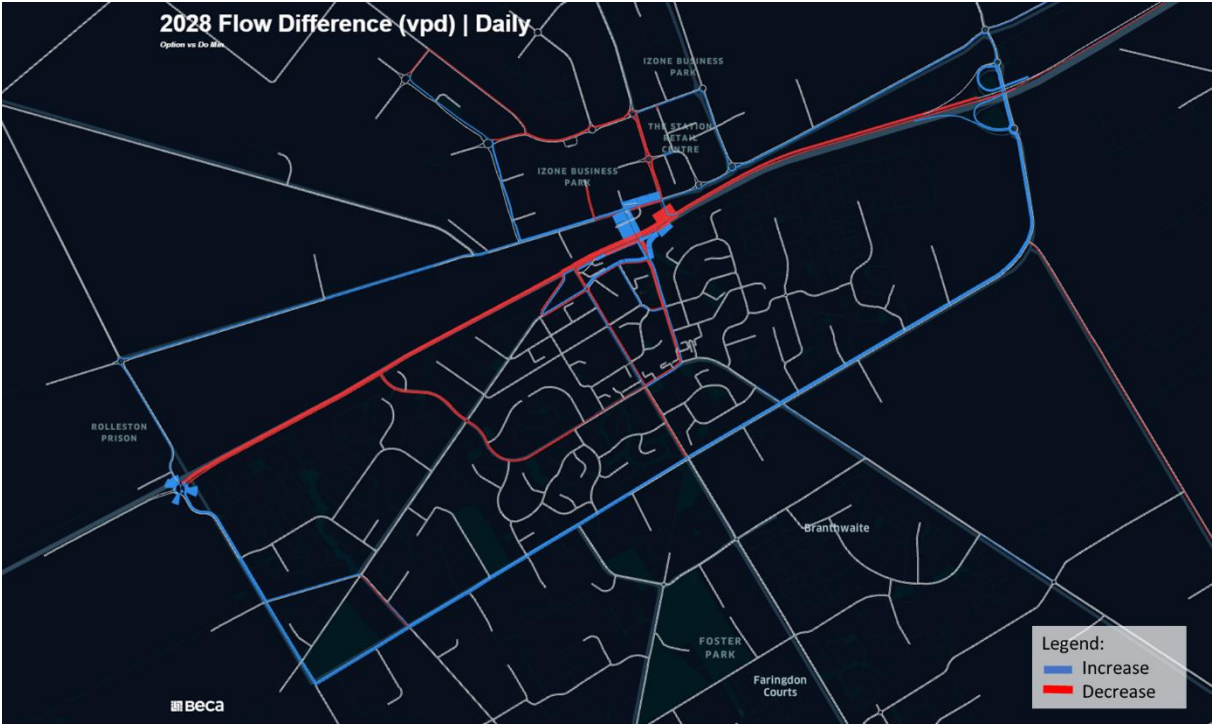 2028 Flow Difference (vpd) | Daily
Option vs Do Min
IZONE BUSINESS
PARK
THE STATION
RETAIL
CENTRE
IZONE BUSINESS
PARK
ROLLESTON
PRISON
Branthwaite
FOSTER
PARK
Faringdon
Courts
Legend:
Increase
Decrease
Beca